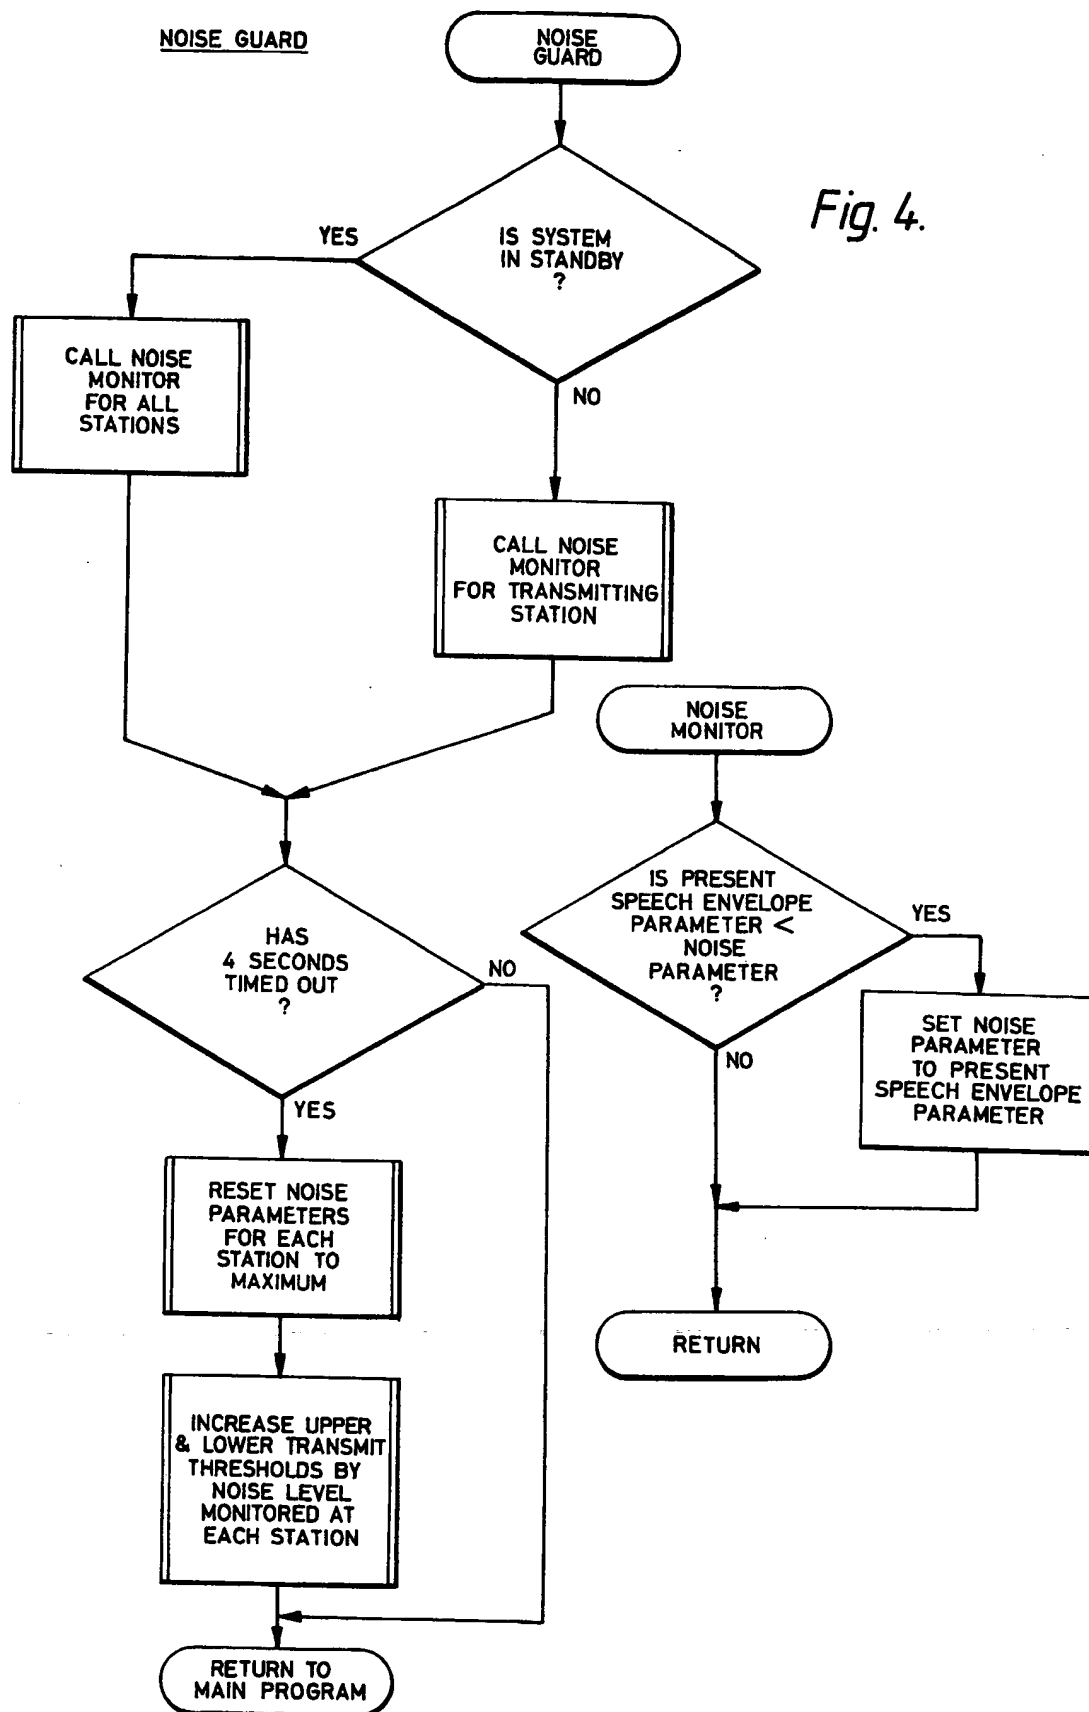 NOISE GUARD
NOISE
GUARD
Fig. 4.
IS SYSTEM
IN STANDBY
?
YES
NO
CALL NOISE
MONITOR
FOR ALL
STATIONS
CALL NOISE
MONITOR
FOR TRANSMITTING
STATION
HAS
4 SECONDS
TIMED OUT
?
NO
YES
RESET NOISE
PARAMETERS
FOR EACH
STATION TO
MAXIMUM
INCREASE UPPER
& LOWER TRANSMIT
THRESHOLDS BY
NOISE LEVEL
MONITORED AT
EACH STATION
RETURN TO
MAIN PROGRAM
NOISE
MONITOR
IS PRESENT
SPEECH ENVELOPE
PARAMETER <
NOISE
PARAMETER
?
YES
NO
SET NOISE
PARAMETER
TO PRESENT
SPEECH ENVELOPE
PARAMETER
RETURN